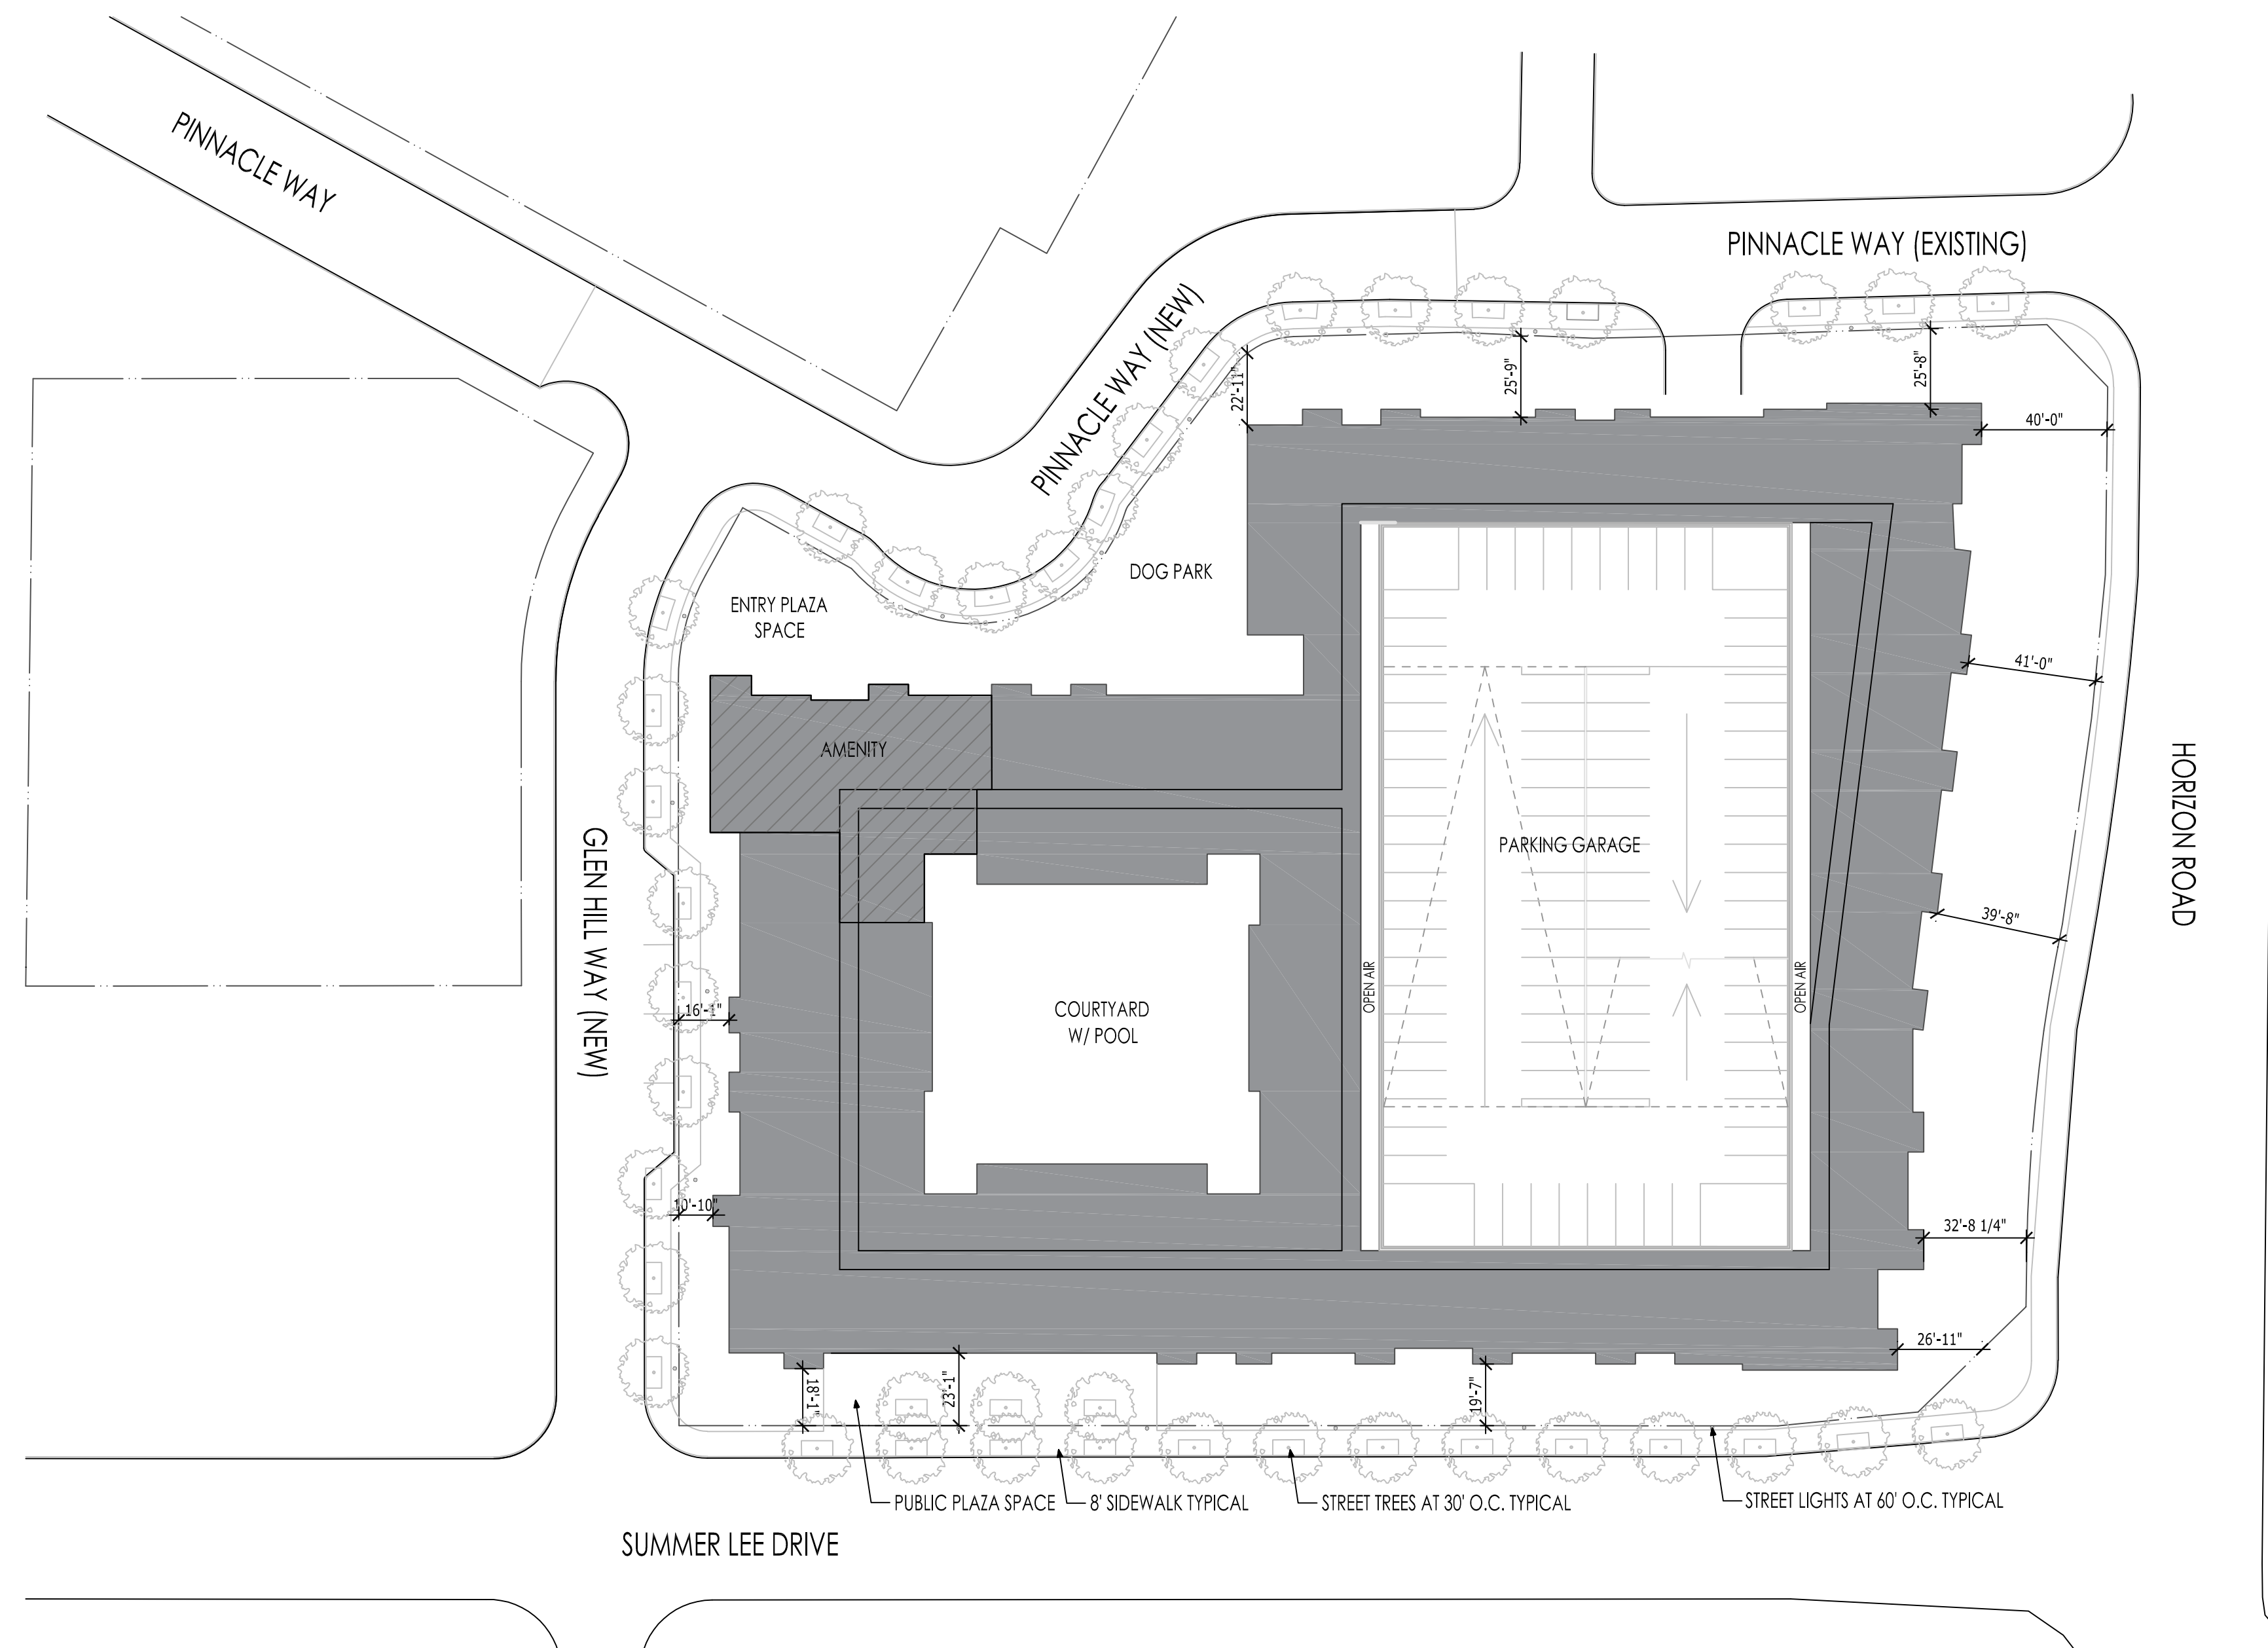 PINNACLE WAY
PINNACLE WAY (EXISTING)
PINNACLE WAY (NEW)
22'-11"
25'-9"
25'-8"
40'-0"
DOG PARK
ENTRY PLAZA
SPACE
41'-0"
AMENITY
HORIZON ROAD
PARKING GARAGE
GLEN HILL WAY (NEW)
39'-8"
OPEN AIR
OPEN AIR
COURTYARD
W/ POOL
16'-1"
10'-10"
32'-8 1/4"
26'-11"
18'-1"
23'-1"
19'-7"
PUBLIC PLAZA SPACE
8' SIDEWALK TYPICAL
STREET TREES AT 30' O.C. TYPICAL
STREET LIGHTS AT 60' O.C. TYPICAL
SUMMER LEE DRIVE